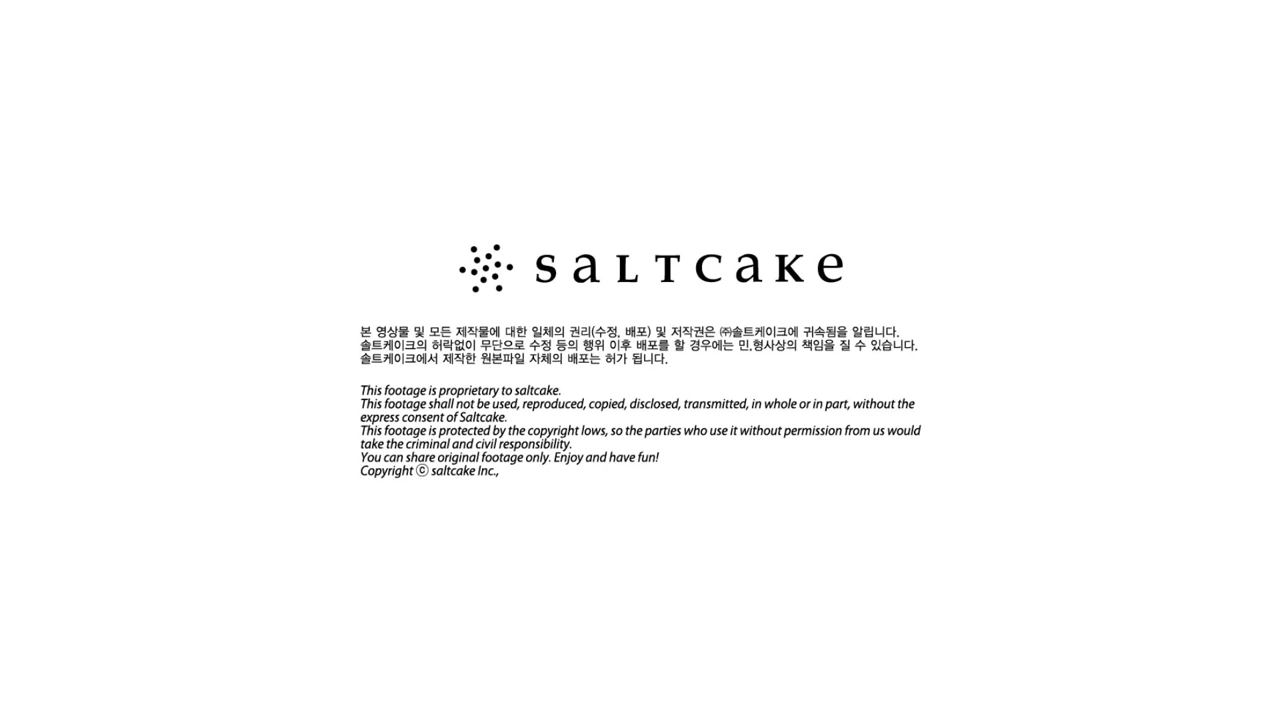 saLTcaKe
본 영상물 및 모든 제작물에 대한 일체의 권리(수정, 배포) 및 저작권은 ㈜솔트케이크에 귀속됨을 알립니다.
솔트케이크의 허락없이 무단으로 수정 등의 행위 이후 배포를 할 경우에는 민,형사상의 책임을 질 수 있습니다.
솔트케이크에서 제작한 원본파일 자체의 배포는 허가 됩니다.
This footage is proprietary to saltcake.
This footage shall not be used, reproduced, copied, disclosed, transmitted, in whole or in part, without the
express consent of Saltcake.
This footage is protected by the copyright lows, so the parties who use it without permission from us would
take the criminal and civil responsibility.
You can share original footage only. Enjoy and have fun!
Copyright ⓒ saltcake Inc.,